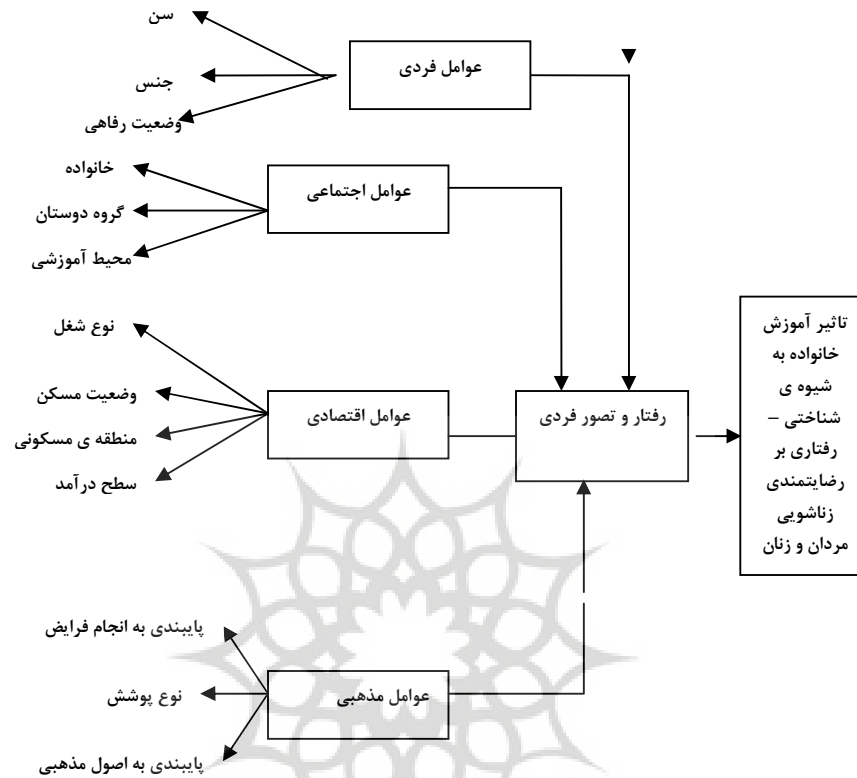 سن
عوامل فردی
جنس
وضعیت رفاهی
خانواده
عوامل اجتماعی
گروه دوستان
محیط آموزشی
نوع شغل
وضعیت مسکن
عوامل اقتصادی
منطقه ی مسکونی
سطح درآمد
رفتار و تصور فردی
تاثیر آموزش
خانواده به
شیوه ی
شناختی –
رفتاری بر
رضایتمندی
زناشویی
مردان و زنان
پایبندی به انجام فرایض
عوامل مذهبی
نوع پوشش
پایبندی به اصول مذهبی